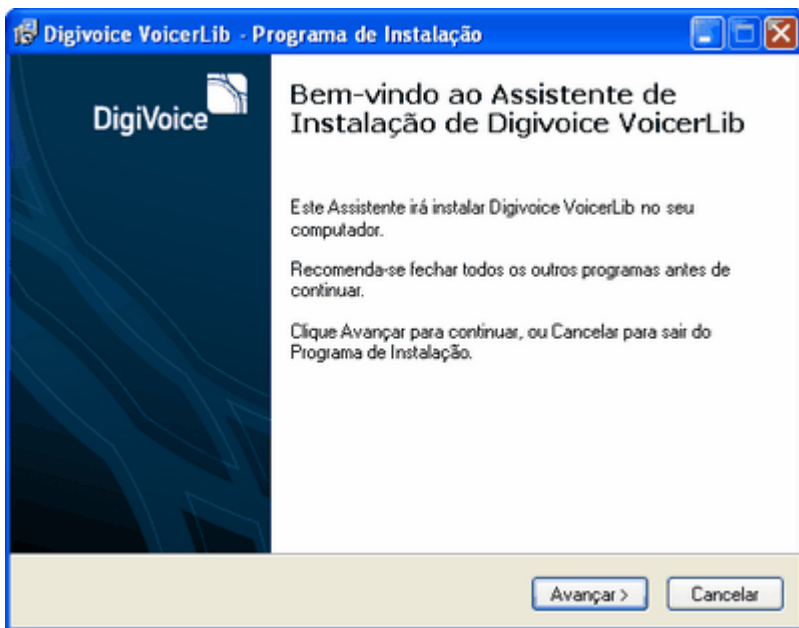 Digivoice VoicerLib - Programa de Instalação
DigiVoice
Bem-vindo ao Assistente de
Instalação de Digivoice VoicerLib
Este Assistente irá instalar Digivoice VoicerLib no seu
computador.
Recomenda-se fechar todos os outros programas antes de
continuar.
Clique Avançar para continuar, ou Cancelar para sair do
Programa de Instalação.
Avançar >
Cancelar